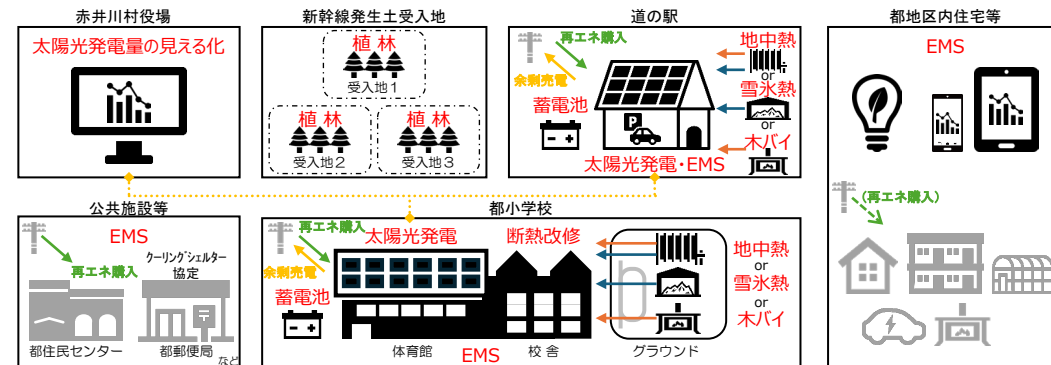 赤井川村役場
太陽光発電量の見える化
新幹線発生土受入地
植林
受入地1
植林
受入地2
植林
受入地3
道の駅
再エネ購入
余剰売電
蓄電池
P
太陽光発電・EMS
地中熱
or
雪氷熱
or
木バイ
都地区内住宅等
EMS
(再エネ購入)
公共施設等
EMS
再エネ購入
クーリングシェルター
協定
都住民センター
都郵便局
など
都小学校
再エネ購入
余剰売電
蓄電池
太陽光発電
断熱改修
体育館
EMS
校舎
グラウンド
地中熱
or
雪氷熱
or
木バイ